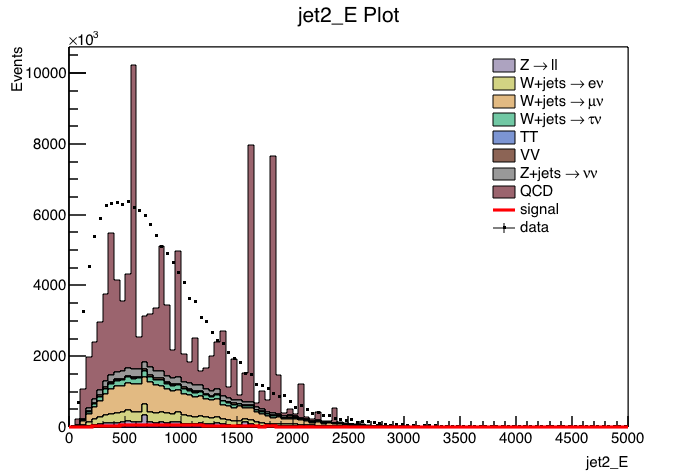 jet2_E Plot
×10³
Events
10000
8000
6000
4000
2000
0
0 500 1000 1500 2000 2500 3000 3500 4000 4500 5000
jet2_E
Z → ll
W+jets → eν
W+jets → μν
W+jets → τν
TT
VV
Z+jets → νν
QCD
signal
data